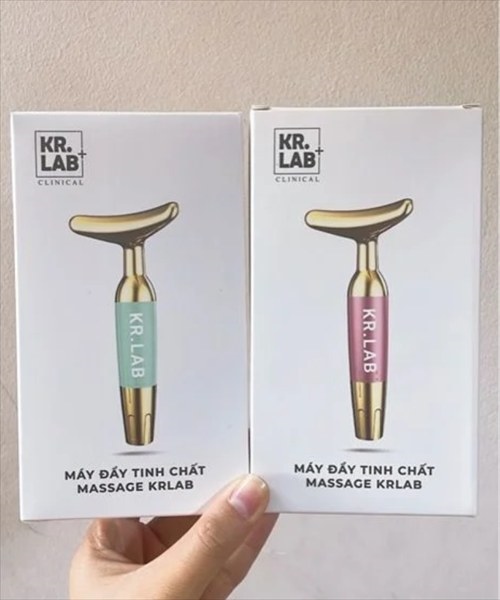 KR.
LAB+
CLINICAL
KR.LAB
MÁY ĐẨY TINH CHẤT
MASSAGE KRLAB
KR.
LAB+
CLINICAL
KR.LAB
MÁY ĐẨY TINH CHẤT
MASSAGE KRLAB